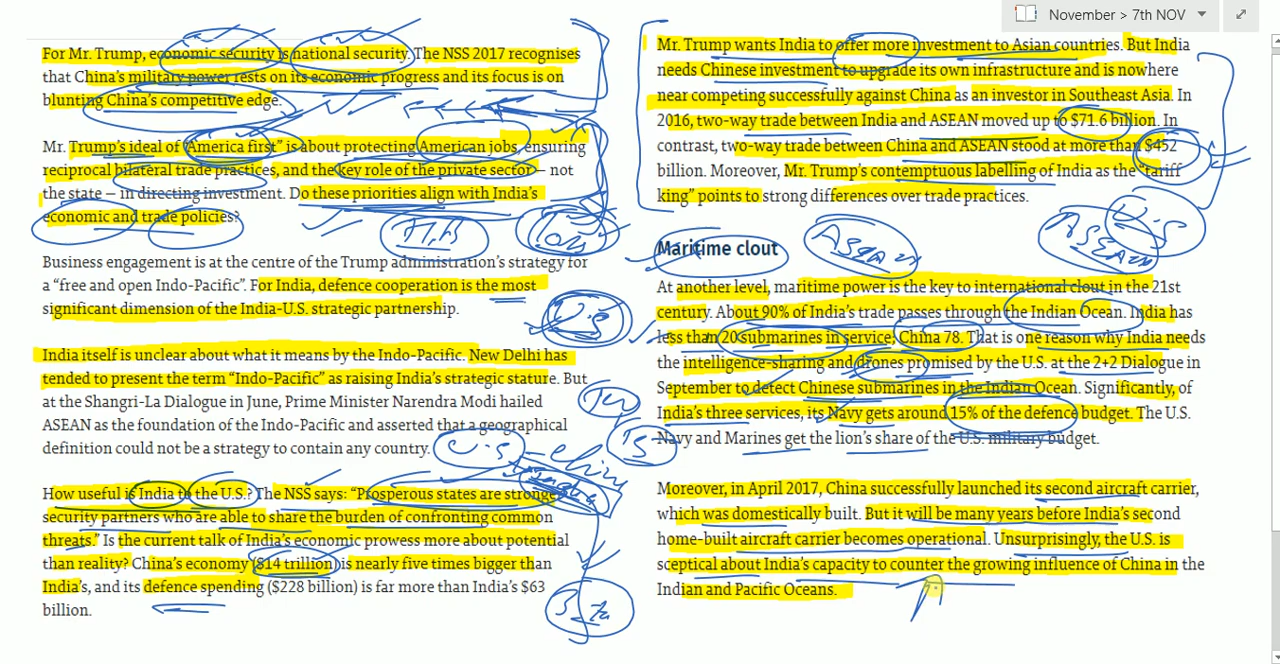 November > 7th NOV
For Mr. Trump, economic security is national security. The NSS 2017 recognises
that China's military power rests on its economic progress and its focus is on
blunting China's competitive edge.
Mr. Trump's ideal of "America first" is about protecting American jobs, ensuring
reciprocal bilateral trade practices, and the key role of the private sector — not
the state — in directing investment. Do these priorities align with India's
economic and trade policies?
Business engagement is at the centre of the Trump administration's strategy for
a "free and open Indo-Pacific". For India, defence cooperation is the most
significant dimension of the India-U.S. strategic partnership.
U.S
India itself is unclear about what it means by the Indo-Pacific. New Delhi has
tended to present the term "Indo-Pacific" as raising India's strategic stature. But
at the Shangri-La Dialogue in June, Prime Minister Narendra Modi hailed
ASEAN as the foundation of the Indo-Pacific and asserted that a geographical
definition could not be a strategy to contain any country.
U.S - China
How useful is India to the U.S.? The NSS says: "Prosperous states are stronger
security partners who are able to share the burden of confronting common
threats." Is the current talk of India's economic prowess more about potential
than reality? China's economy ($14 trillion) is nearly five times bigger than
India's, and its defence spending ($228 billion) is far more than India's $63
billion.
Mr. Trump wants India to offer more investment to Asian countries. But India
needs Chinese investment to upgrade its own infrastructure and is nowhere
near competing successfully against China as an investor in Southeast Asia. In
2016, two-way trade between India and ASEAN moved up to $71.6 billion. In
contrast, two-way trade between China and ASEAN stood at more than $452
billion. Moreover, Mr. Trump's contemptuous labelling of India as the "tariff
king" points to strong differences over trade practices.
U.S
ASEAN
ASEAN
Maritime clout
At another level, maritime power is the key to international clout in the 21st
century. About 90% of India's trade passes through the Indian Ocean. India has
less than 20 submarines in service; China 78. That is one reason why India needs
the intelligence-sharing and drones promised by the U.S. at the 2+2 Dialogue in
September to detect Chinese submarines in the Indian Ocean. Significantly, of
India's three services, its Navy gets around 15% of the defence budget. The U.S.
Navy and Marines get the lion's share of the U.S. military budget.
Moreover, in April 2017, China successfully launched its second aircraft carrier,
which was domestically built. But it will be many years before India's second
home-built aircraft carrier becomes operational. Unsurprisingly, the U.S. is
sceptical about India's capacity to counter the growing influence of China in the
Indian and Pacific Oceans.